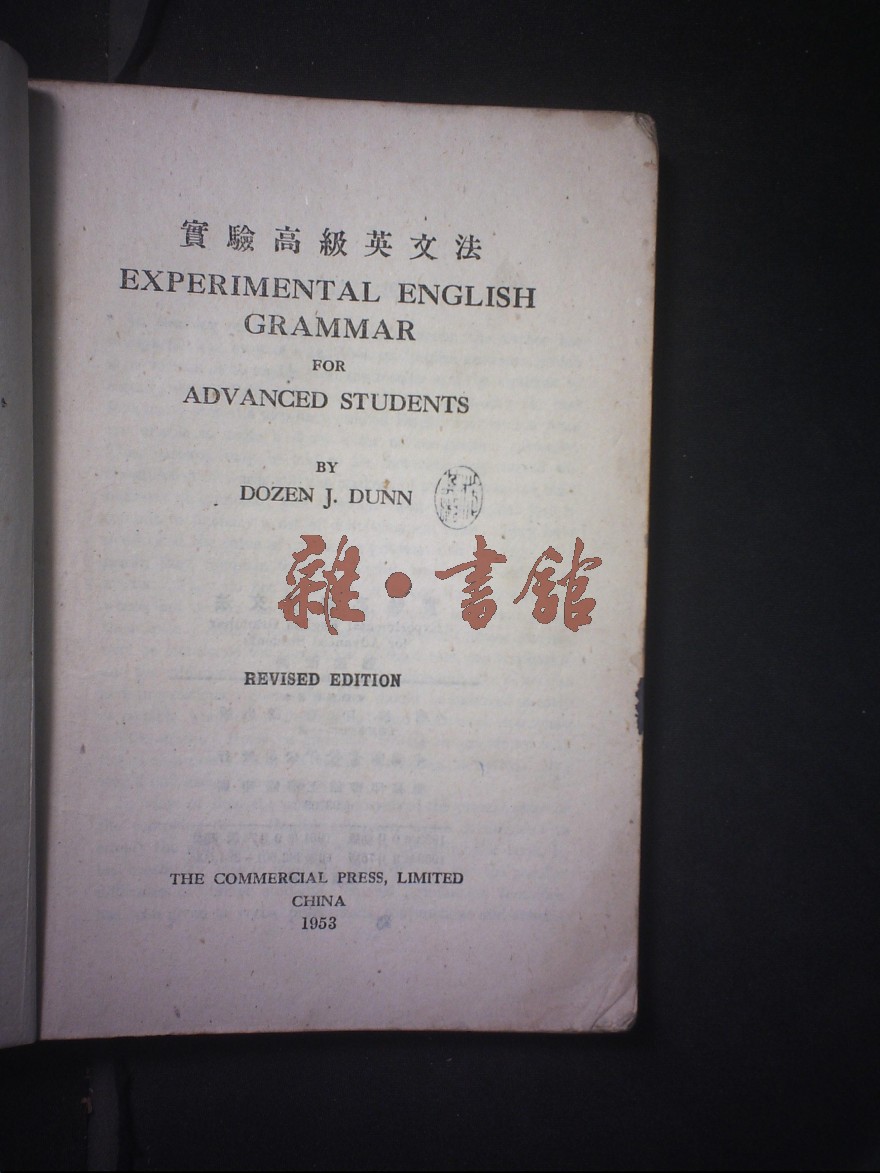 實驗高級英文法
EXPERIMENTAL ENGLISH
GRAMMAR
FOR
ADVANCED STUDENTS
BY
DOZEN J. DUNN
雜·書館
REVISED EDITION
THE COMMERCIAL PRESS, LIMITED
CHINA
1953